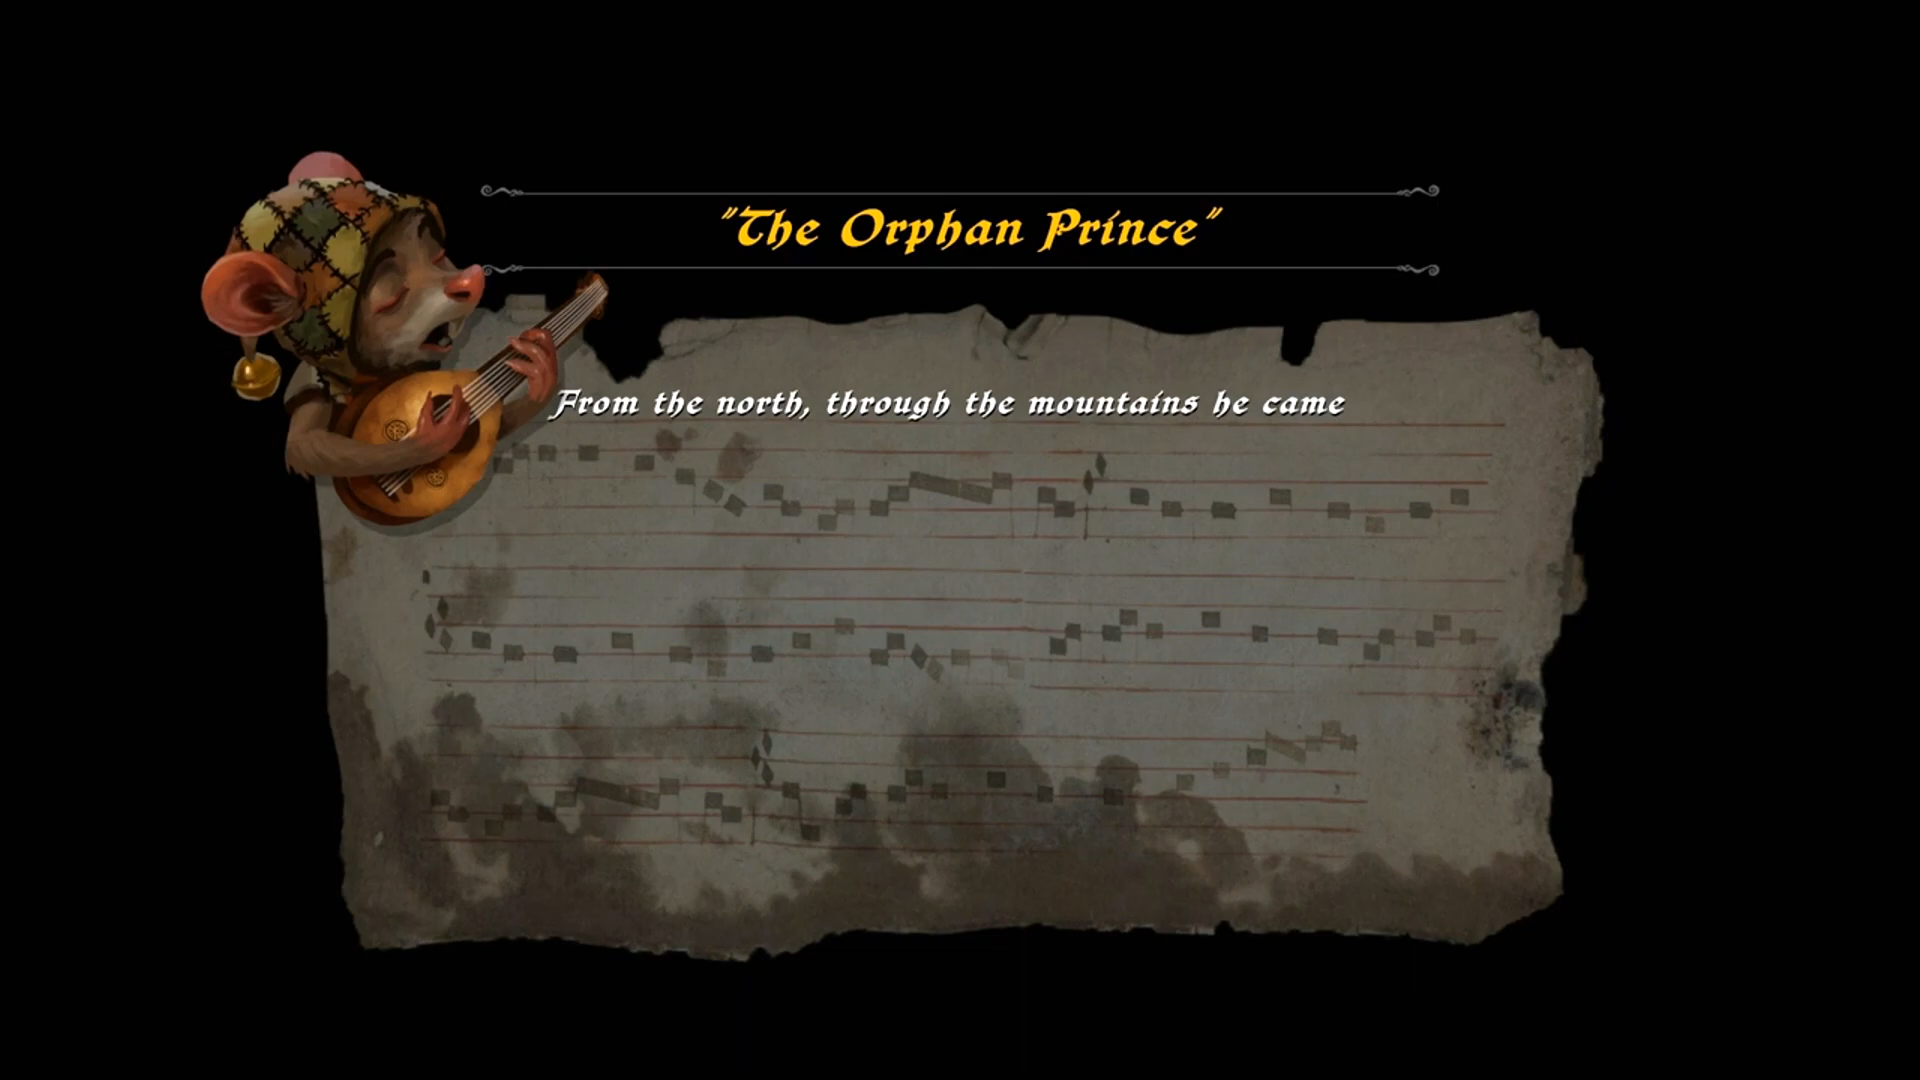 "The Orphan Prince"
From the north, through the mountains he came